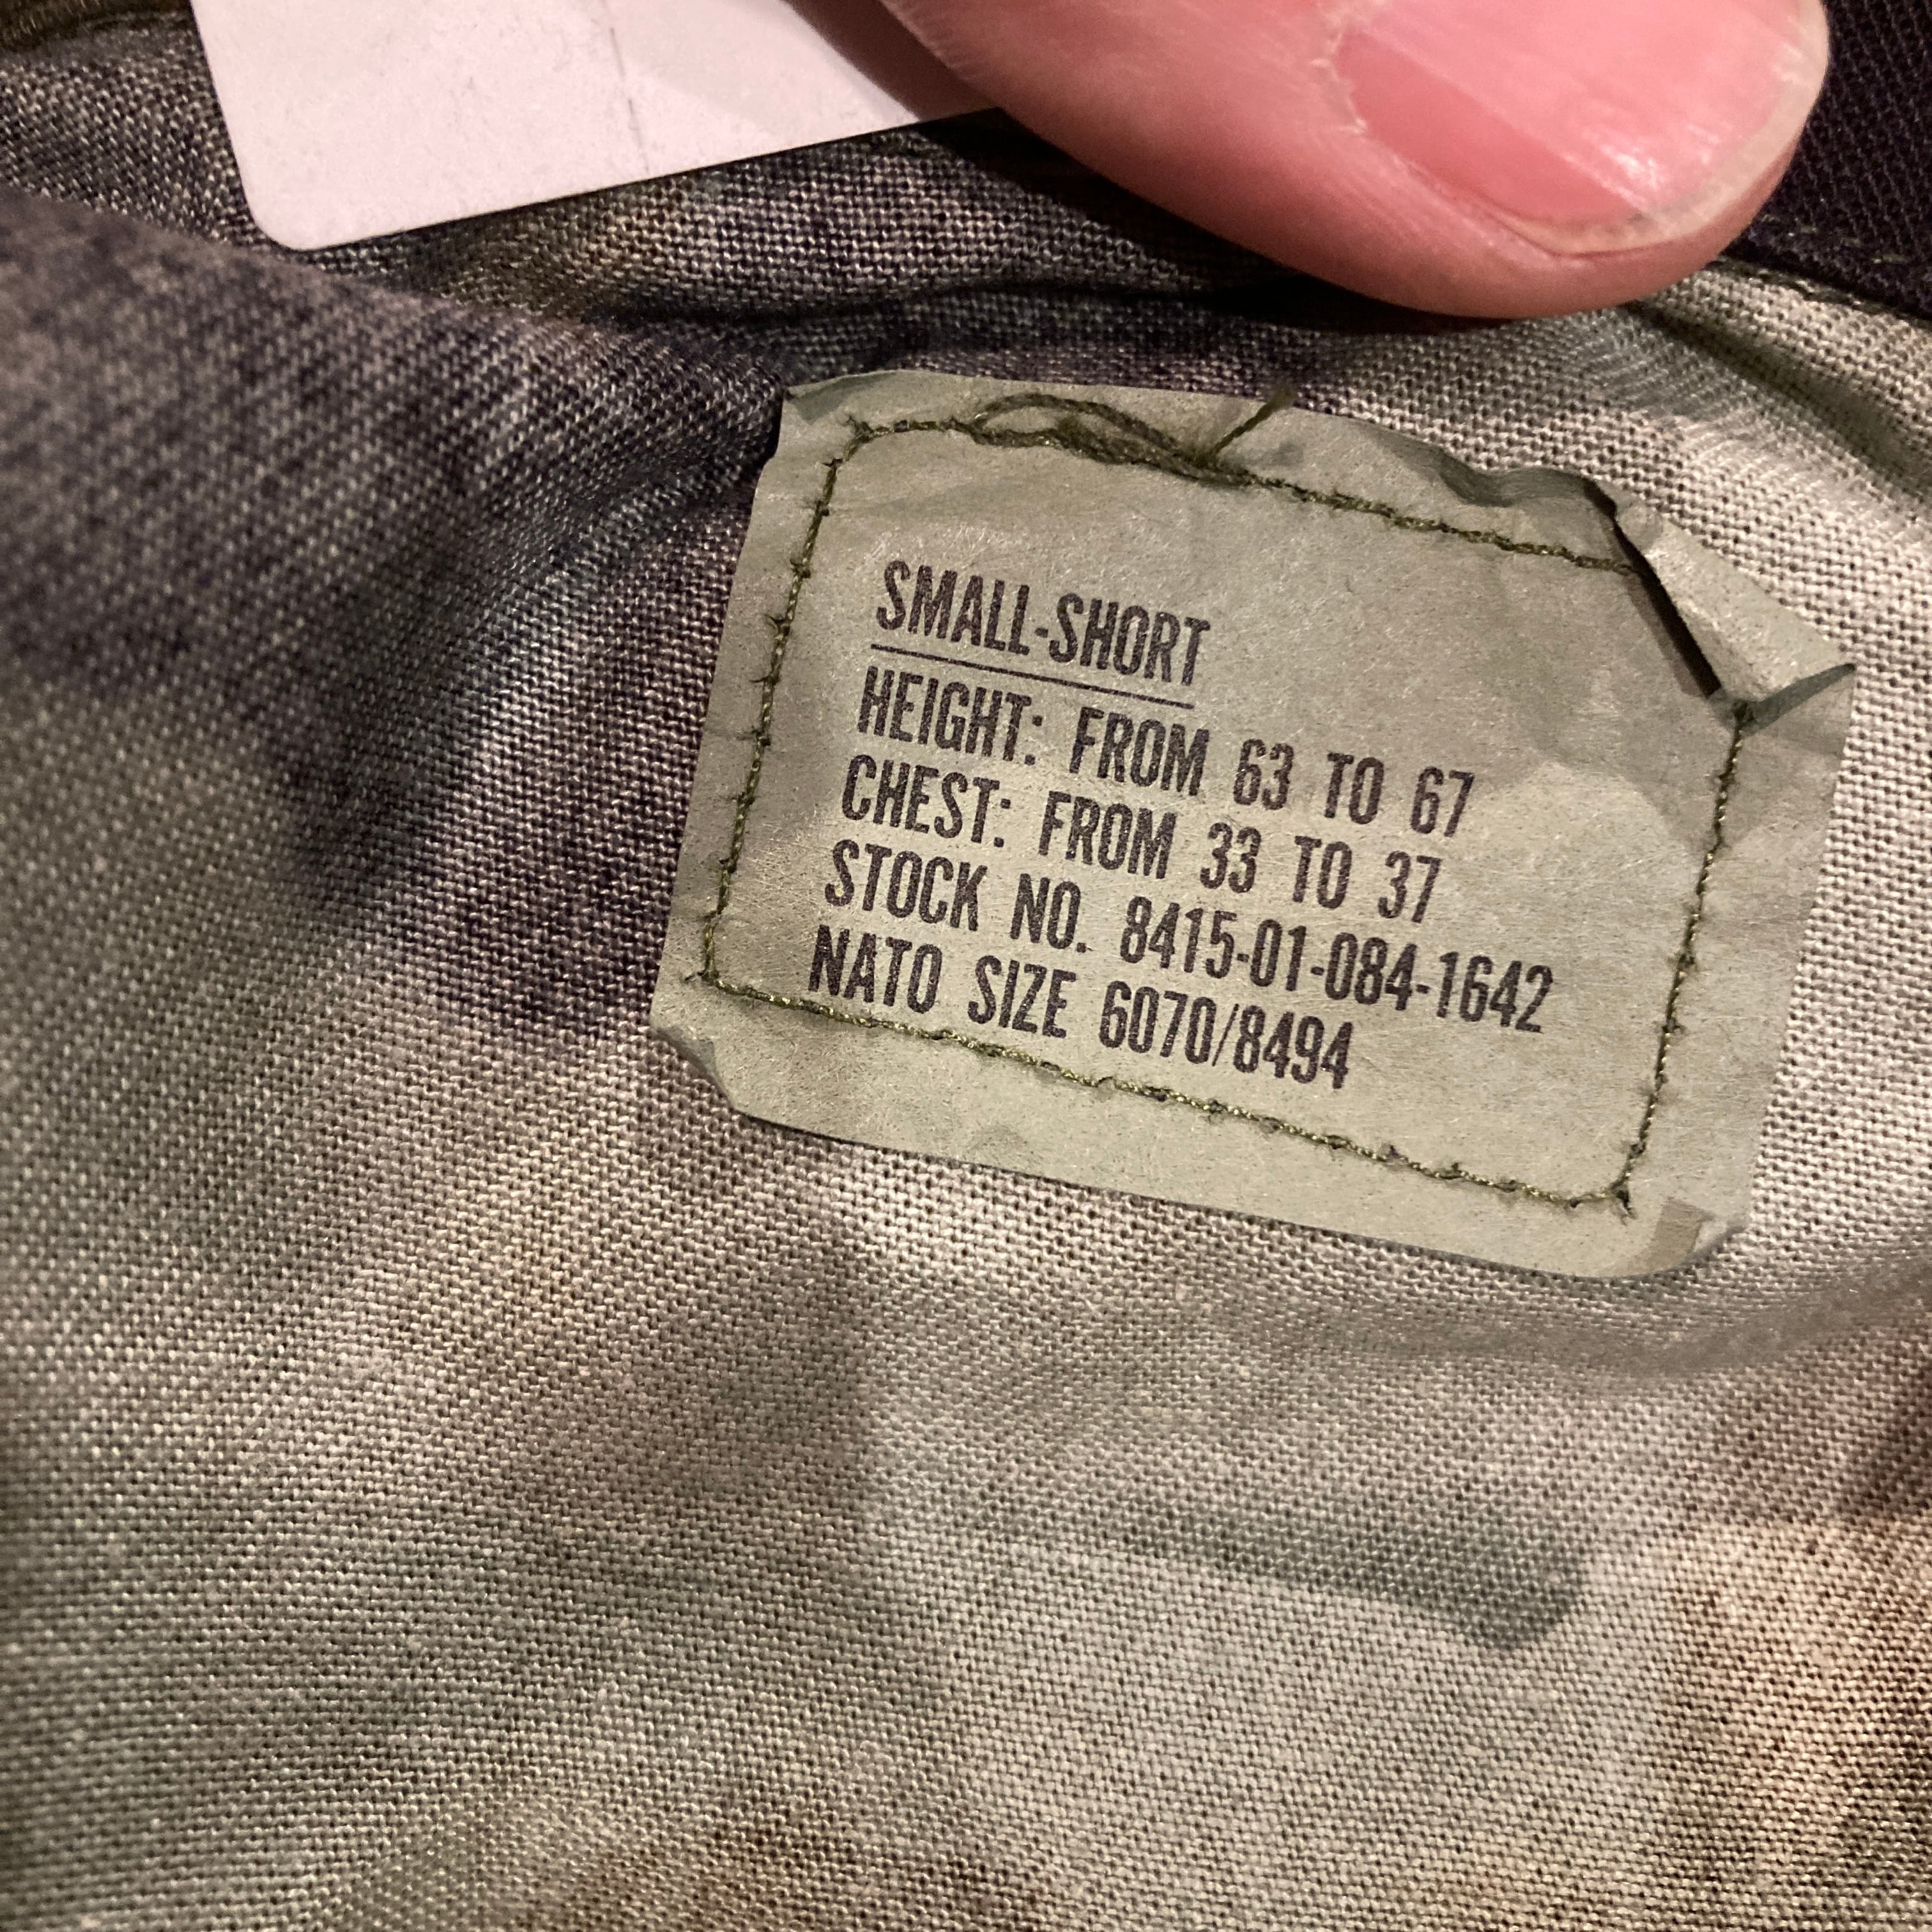 SMALL-SHORT
HEIGHT: FROM 63 TO 67
CHEST: FROM 33 TO 37
STOCK NO. 8415-01-084-1642
NATO SIZE 6070/8494